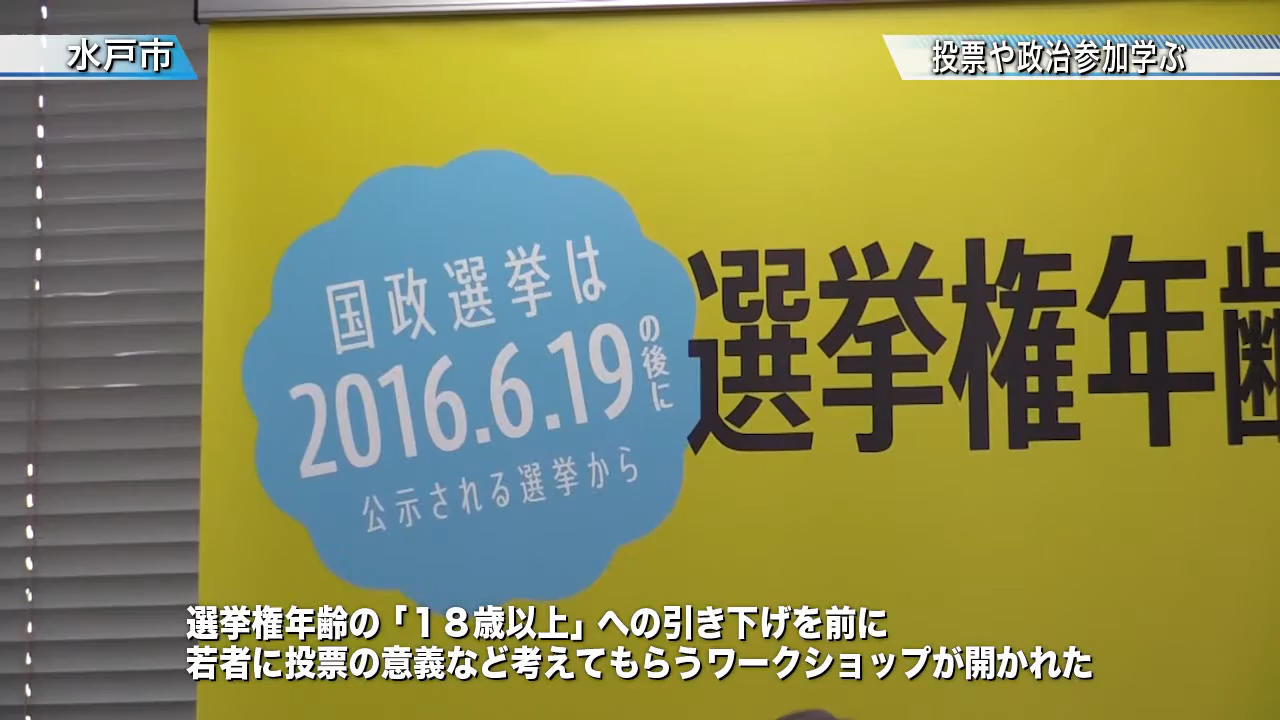 水戸市
投票や政治参加学ぶ
国政選挙は
2016.6.19の後に
公示される選挙から
選挙権年齢
選挙権年齢の「１８歳以上」への引き下げを前に
若者に投票の意義など考えてもらうワークショップが開かれた